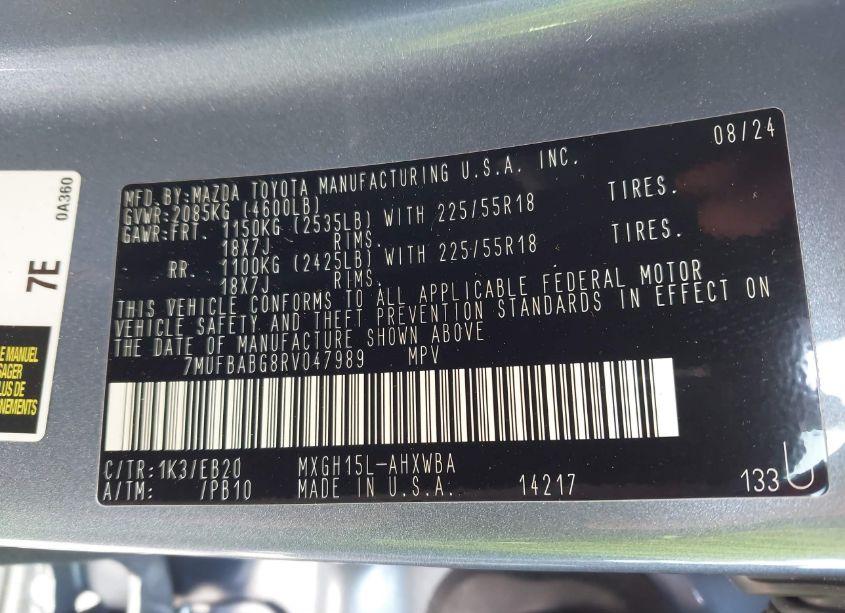 08/24
MFD.BY:MAZDA TOYOTA MANUFACTURING U.S.A. INC.
GVWR:2085KG (4600LB)
GAWR:FRT. 1150KG (2535LB) WITH 225/55R18 TIRES.
18X7J RIMS.
RR. 1100KG (2425LB) WITH 225/55R18 TIRES.
18X7J RIMS.
THIS VEHICLE CONFORMS TO ALL APPLICABLE FEDERAL MOTOR
VEHICLE SAFETY AND THEFT PREVENTION STANDARDS IN EFFECT ON
THE DATE OF MANUFACTURE SHOWN ABOVE
7MUFBABG8RV047989 MPV
C/TR:1K3/EB20 MXGH15L-AHXWBA
A/TM: /PB10 MADE IN U.S.A. 14217 133
0A360
7E
MANUEL